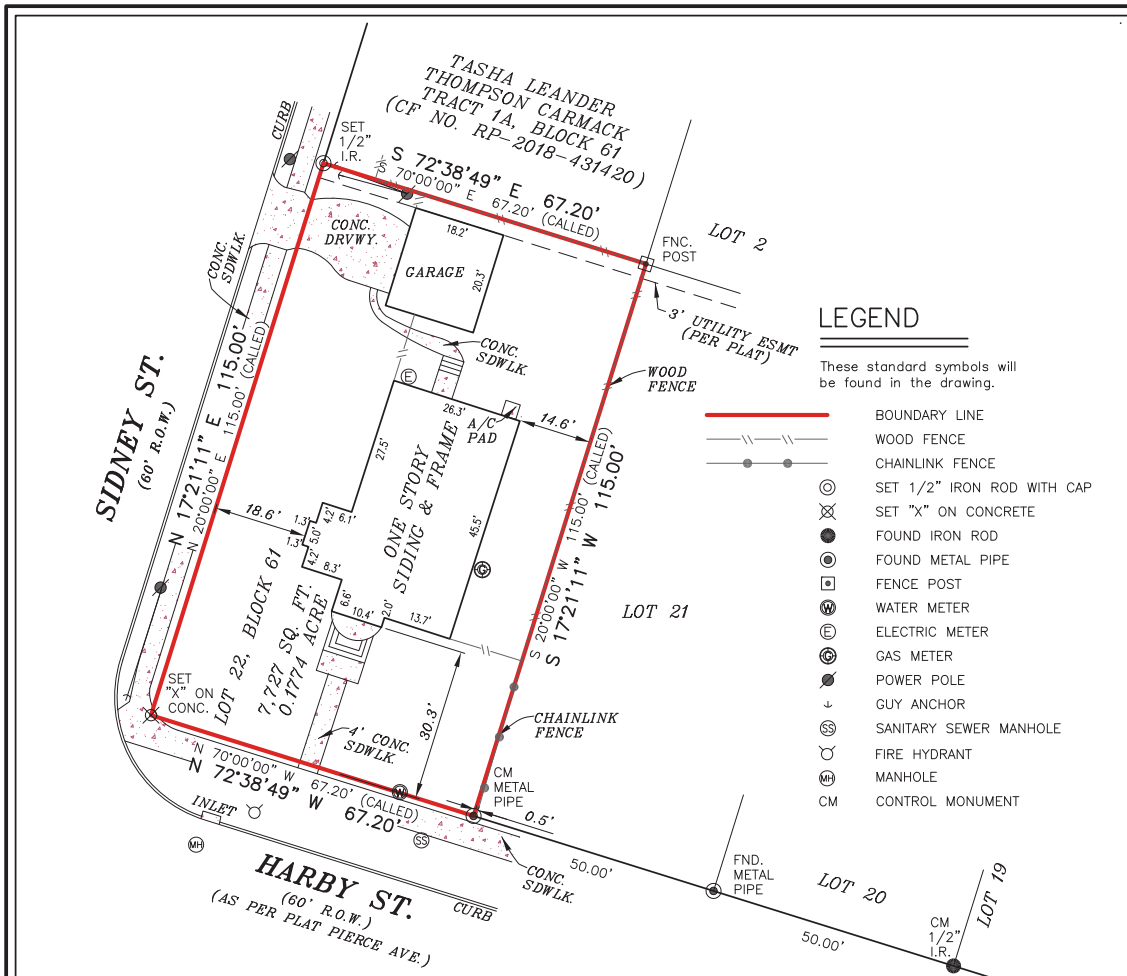 TASHA LEANDER
THOMPSON CARMACK
TRACT 1A, BLOCK 61
(CF NO. RP-2018-431420)
CURB
SET
1/2"
I.R.
S 72°38'49" E 67.20'
S 70°00'00" E 67.20' (CALLED)
LOT 2
FNC.
POST
3' UTILITY ESMT
(PER PLAT)
CONC.
DRVWY.
CONC.
SDWLK.
18.2'
GARAGE
20.3'
CONC.
SDWLK.
E
WOOD
FENCE
26.3'
A/C
PAD
14.6'
27.5'
ONE STORY
SIDING & FRAME
45.5'
G
SIDNEY ST.
(60' R.O.W.)
N 17°21'11" E 115.00'
N 20°00'00" E 115.00' (CALLED)
18.6'
1.3'
1.3'
5.0'
4.2'
4.2'
6.1'
8.3'
6.6'
10.4'
2.0'
13.7'
S 20°00'00" W 115.00' (CALLED)
S 17°21'11" W 115.00'
LOT 21
LOT 22, BLOCK 61
7,727 SQ. FT.
0.1774 ACRE
SET
"X" ON
CONC.
4' CONC.
SDWLK.
30.3'
CHAINLINK
FENCE
CM
METAL
PIPE
0.5'
N 70°00'00" W 67.20' (CALLED)
N 72°38'49" W 67.20'
W
INLET
MH
SS
HARBY ST.
(60' R.O.W.)
(AS PER PLAT PIERCE AVE.)
CURB
CONC.
SDWLK.
50.00'
FND.
METAL
PIPE
LOT 20
50.00'
CM
1/2"
I.R.
LOT 19
LEGEND
These standard symbols will
be found in the drawing.
BOUNDARY LINE
WOOD FENCE
CHAINLINK FENCE
SET 1/2" IRON ROD WITH CAP
SET "X" ON CONCRETE
FOUND IRON ROD
FOUND METAL PIPE
FENCE POST
W WATER METER
E ELECTRIC METER
G GAS METER
POWER POLE
GUY ANCHOR
SS SANITARY SEWER MANHOLE
FIRE HYDRANT
MH MANHOLE
CM CONTROL MONUMENT